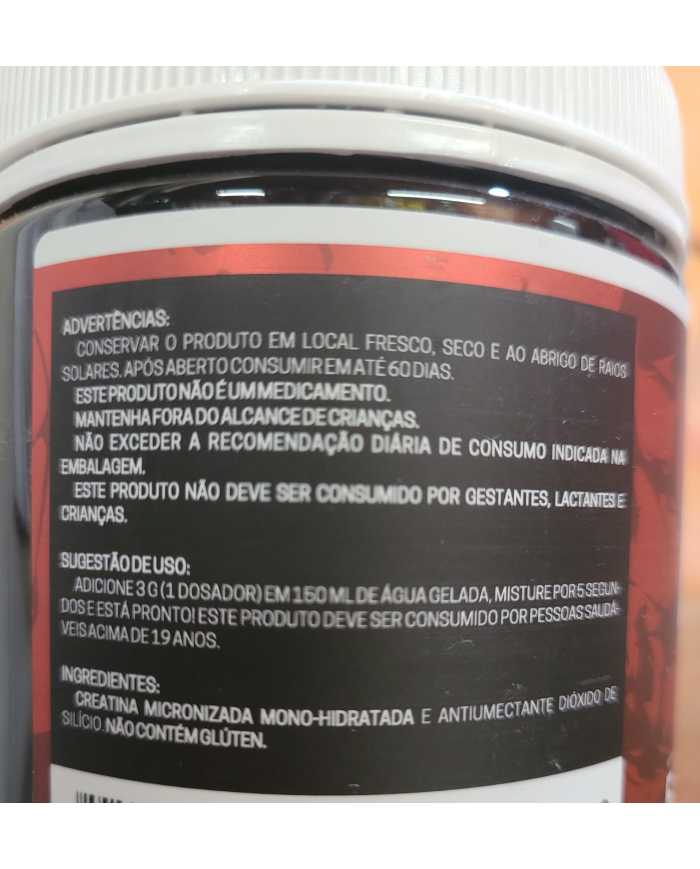 ADVERTÊNCIAS:
CONSERVAR O PRODUTO EM LOCAL FRESCO, SECO E AO ABRIGO DE RAIOS
SOLARES. APÓS ABERTO CONSUMIR EM ATÉ 60 DIAS.
ESTE PRODUTO NÃO É UM MEDICAMENTO.
MANTENHA FORA DO ALCANCE DE CRIANÇAS.
NÃO EXCEDER A RECOMENDAÇÃO DIÁRIA DE CONSUMO INDICADA NA
EMBALAGEM.
ESTE PRODUTO NÃO DEVE SER CONSUMIDO POR GESTANTES, LACTANTES E
CRIANÇAS.
SUGESTÃO DE USO:
ADICIONE 3 G (1 DOSADOR) EM 150 ML DE ÁGUA GELADA, MISTURE POR 5 SEGUN-
DOS E ESTÁ PRONTO! ESTE PRODUTO DEVE SER CONSUMIDO POR PESSOAS SAUDÁ-
VEIS ACIMA DE 19 ANOS.
INGREDIENTES:
CREATINA MICRONIZADA MONO-HIDRATADA E ANTIUMECTANTE DIÓXIDO DE
SILÍCIO. NÃO CONTÉM GLÚTEN.